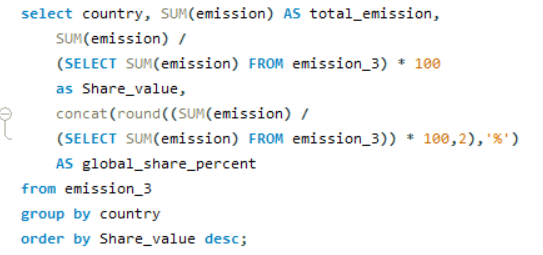 select country, SUM(emission) AS total_emission,
SUM(emission) /
(SELECT SUM(emission) FROM emission_3) * 100
as Share_value,
concat(round((SUM(emission) /
(SELECT SUM(emission) FROM emission_3)) * 100,2),'%')
AS global_share_percent
from emission_3
group by country
order by Share_value desc;